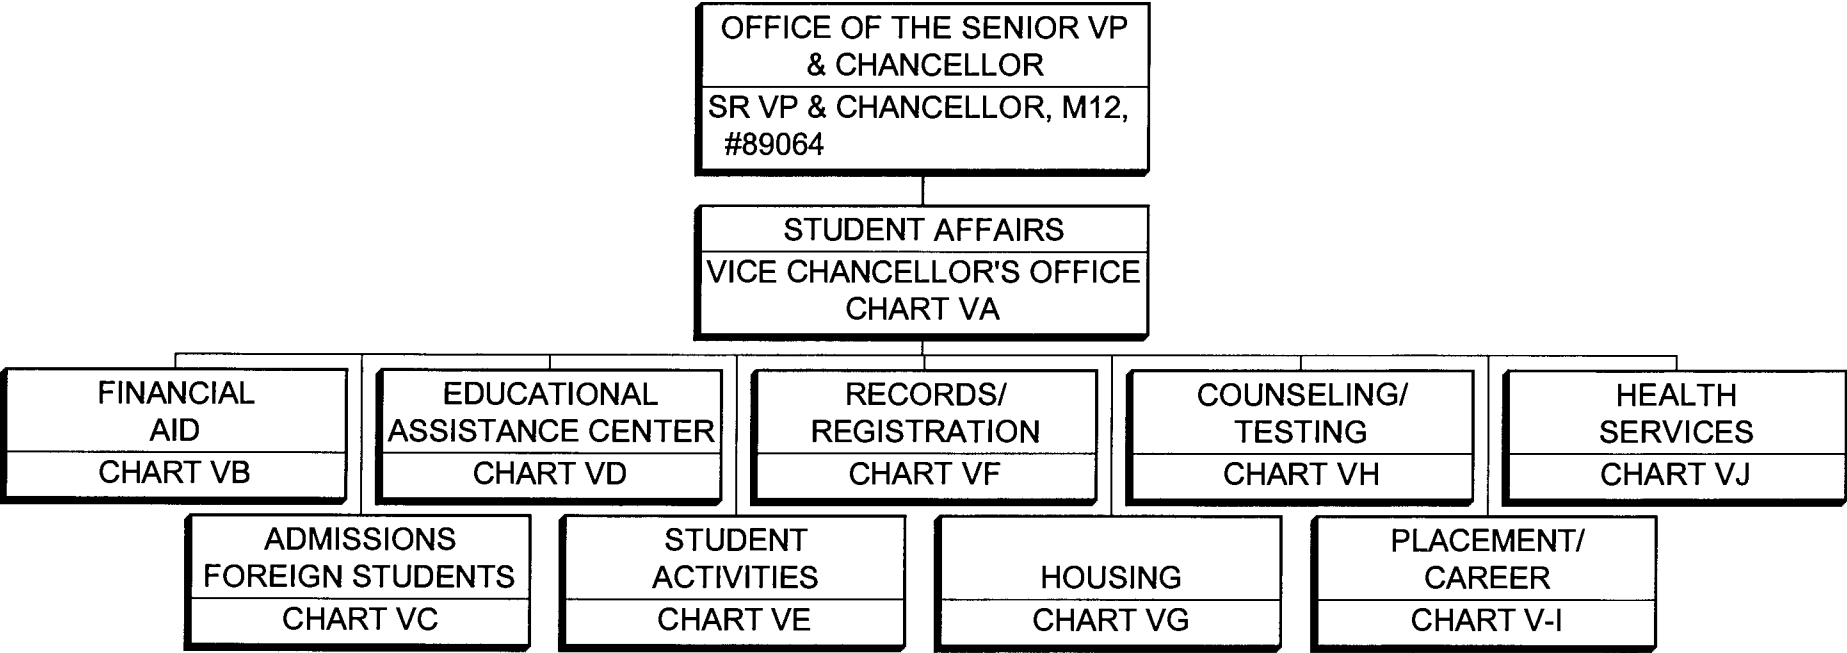 OFFICE OF THE SENIOR VP
& CHANCELLOR
SR VP & CHANCELLOR, M12,
#89064
STUDENT AFFAIRS
VICE CHANCELLOR'S OFFICE
CHART VA
FINANCIAL
AID
CHART VB
EDUCATIONAL
ASSISTANCE CENTER
CHART VD
RECORDS/
REGISTRATION
CHART VF
COUNSELING/
TESTING
CHART VH
HEALTH
SERVICES
CHART VJ
ADMISSIONS
FOREIGN STUDENTS
CHART VC
STUDENT
ACTIVITIES
CHART VE
HOUSING
CHART VG
PLACEMENT/
CAREER
CHART V-I